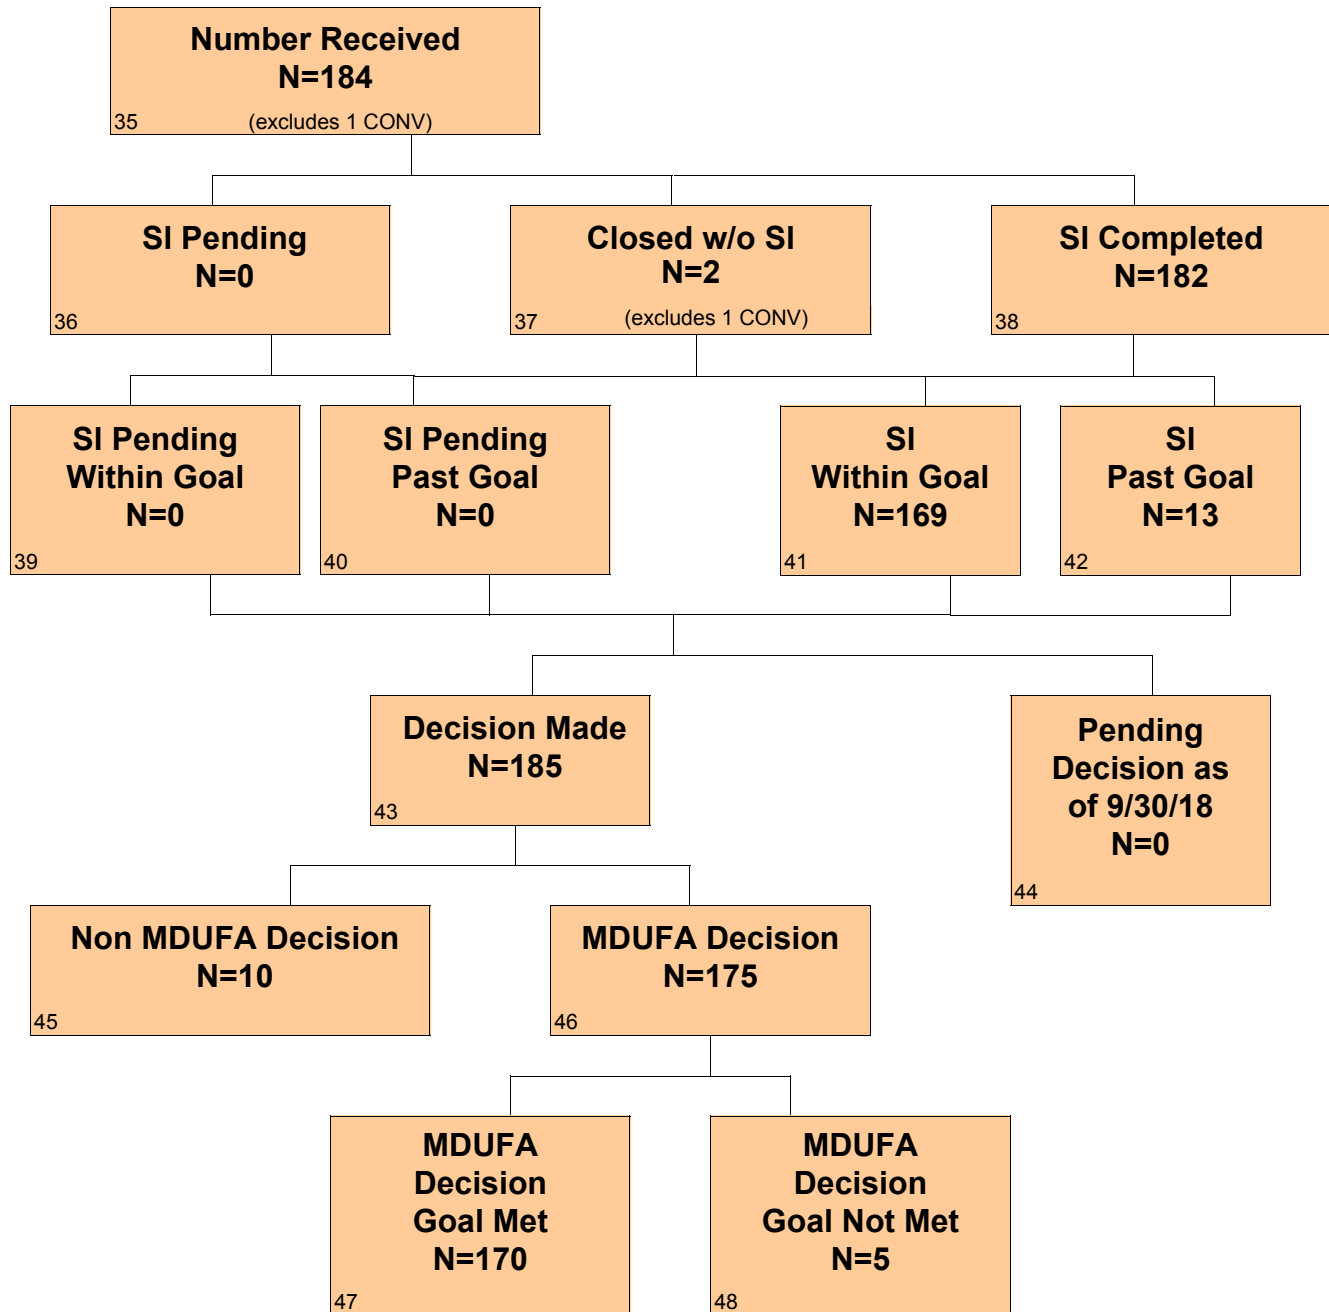 Number Received
N=184
35 (excludes 1 CONV)
SI Pending
N=0
36
Closed w/o SI
N=2
37 (excludes 1 CONV)
SI Completed
N=182
38
SI Pending
Within Goal
N=0
39
SI Pending
Past Goal
N=0
40
SI
Within Goal
N=169
41
SI
Past Goal
N=13
42
Decision Made
N=185
43
Pending
Decision as
of 9/30/18
N=0
44
Non MDUFA Decision
N=10
45
MDUFA Decision
N=175
46
MDUFA
Decision
Goal Met
N=170
47
MDUFA
Decision
Goal Not Met
N=5
48